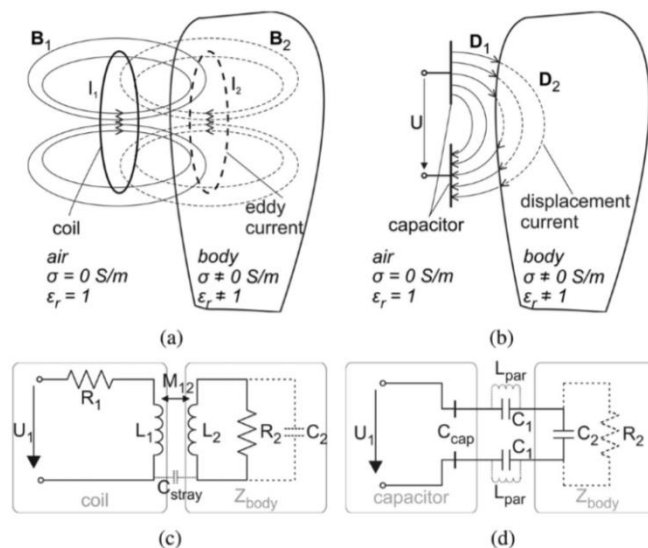 B1 B2
I1 I2
coil
eddy
current
air
σ = 0 S/m
εr = 1
body
σ ≠ 0 S/m
εr ≠ 1
(a)
D1
D2
U
capacitor
displacement
current
air
σ = 0 S/m
εr = 1
body
σ ≠ 0 S/m
εr ≠ 1
(b)
R1
M12
U1
L1 L2
R2 C2
Cstray
coil
Zbody
(c)
Lpar
C1
U1
Ccap
C2 R2
C1
Lpar
capacitor
Zbody
(d)